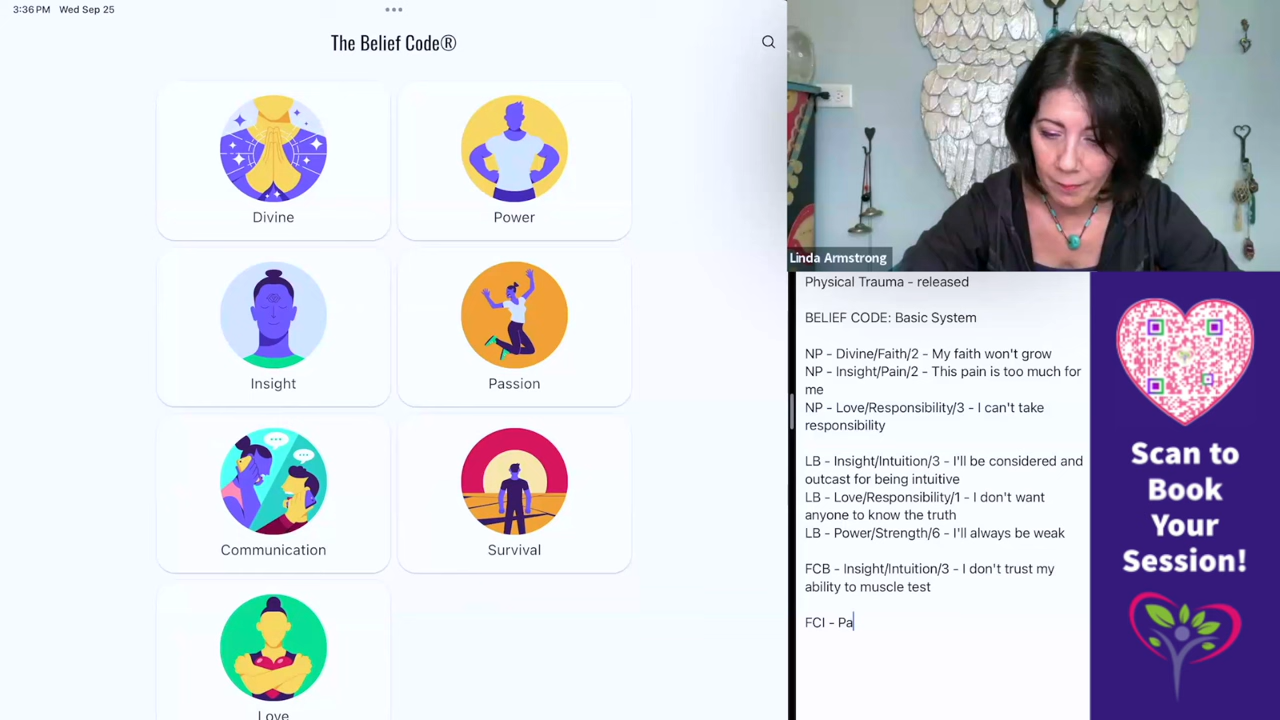 3:36 PM Wed Sep 25
The Belief Code®
Divine
Power
Insight
Passion
Communication
Survival
Love
Linda Armstrong
Physical Trauma - released
BELIEF CODE: Basic System
NP - Divine/Faith/2 - My faith won't grow
NP - Insight/Pain/2 - This pain is too much for
me
NP - Love/Responsibility/3 - I can't take
responsibility
LB - Insight/Intuition/3 - I'll be considered and
outcast for being intuitive
LB - Love/Responsibility/1 - I don't want
anyone to know the truth
LB - Power/Strength/6 - I'll always be weak
FCB - Insight/Intuition/3 - I don't trust my
ability to muscle test
FCI - Pa
Scan to
Book
Your
Session!